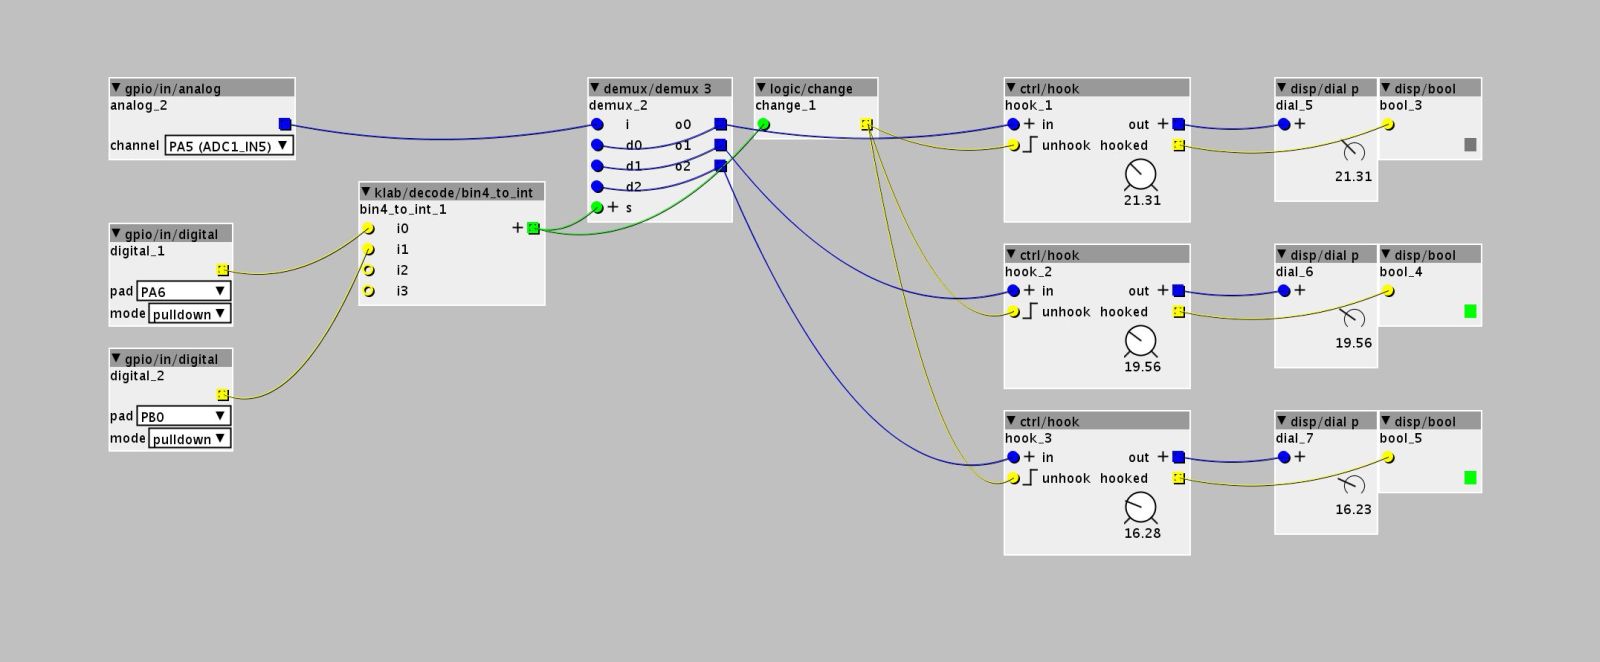 gpio/in/analog
analog_2
channel PA5 (ADC1_IN5)
gpio/in/digital
digital_1
pad PA6
mode pulldown
gpio/in/digital
digital_2
pad PB0
mode pulldown
klab/decode/bin4_to_int
bin4_to_int_1
i0 +
i1
i2
i3
demux/demux 3
demux_2
i o0
d0 o1
d1 o2
d2
+ s
logic/change
change_1
ctrl/hook
hook_1
+ in out +
unhook hooked
21.31
disp/dial p
dial_5
+
21.31
disp/bool
bool_3
ctrl/hook
hook_2
+ in out +
unhook hooked
19.56
disp/dial p
dial_6
+
19.56
disp/bool
bool_4
ctrl/hook
hook_3
+ in out +
unhook hooked
16.28
disp/dial p
dial_7
+
16.23
disp/bool
bool_5